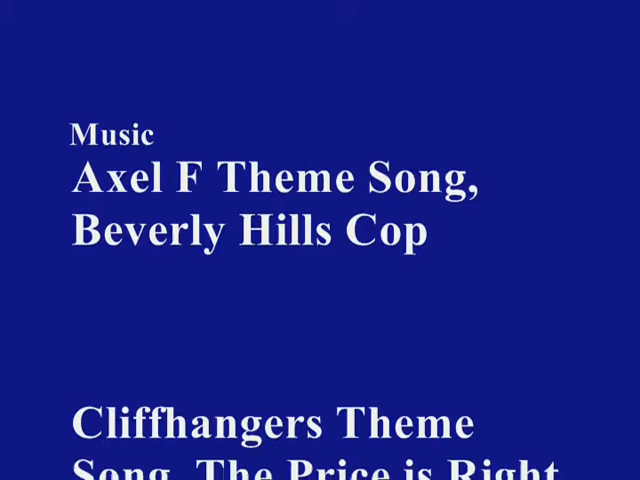 Music
Axel F Theme Song,
Beverly Hills Cop
Cliffhangers Theme
Song, The Price is Right